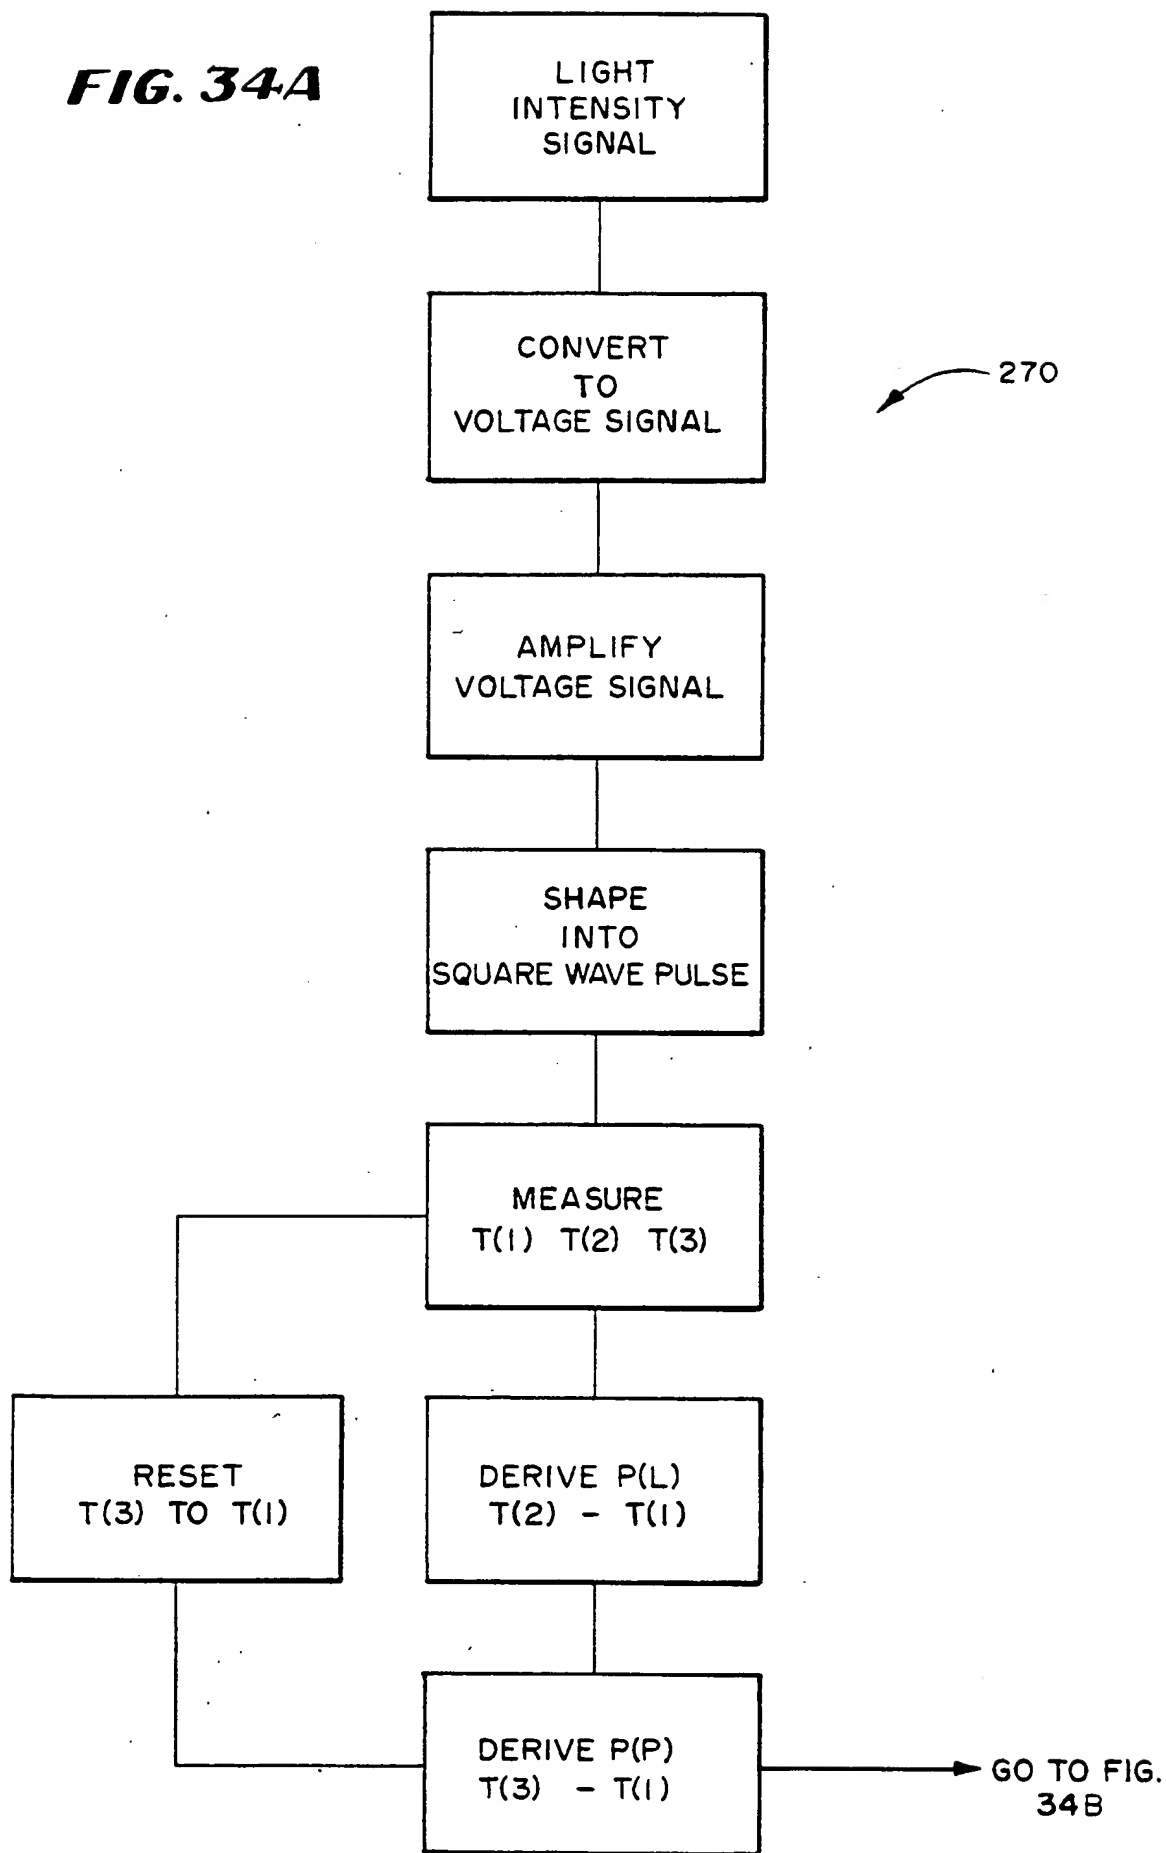 FIG. 34A
LIGHT
INTENSITY
SIGNAL
CONVERT
TO
VOLTAGE SIGNAL
270
AMPLIFY
VOLTAGE SIGNAL
SHAPE
INTO
SQUARE WAVE PULSE
MEASURE
T(1) T(2) T(3)
RESET
T(3) TO T(1)
DERIVE P(L)
T(2) - T(1)
DERIVE P(P)
T(3) - T(1)
GO TO FIG.
34B